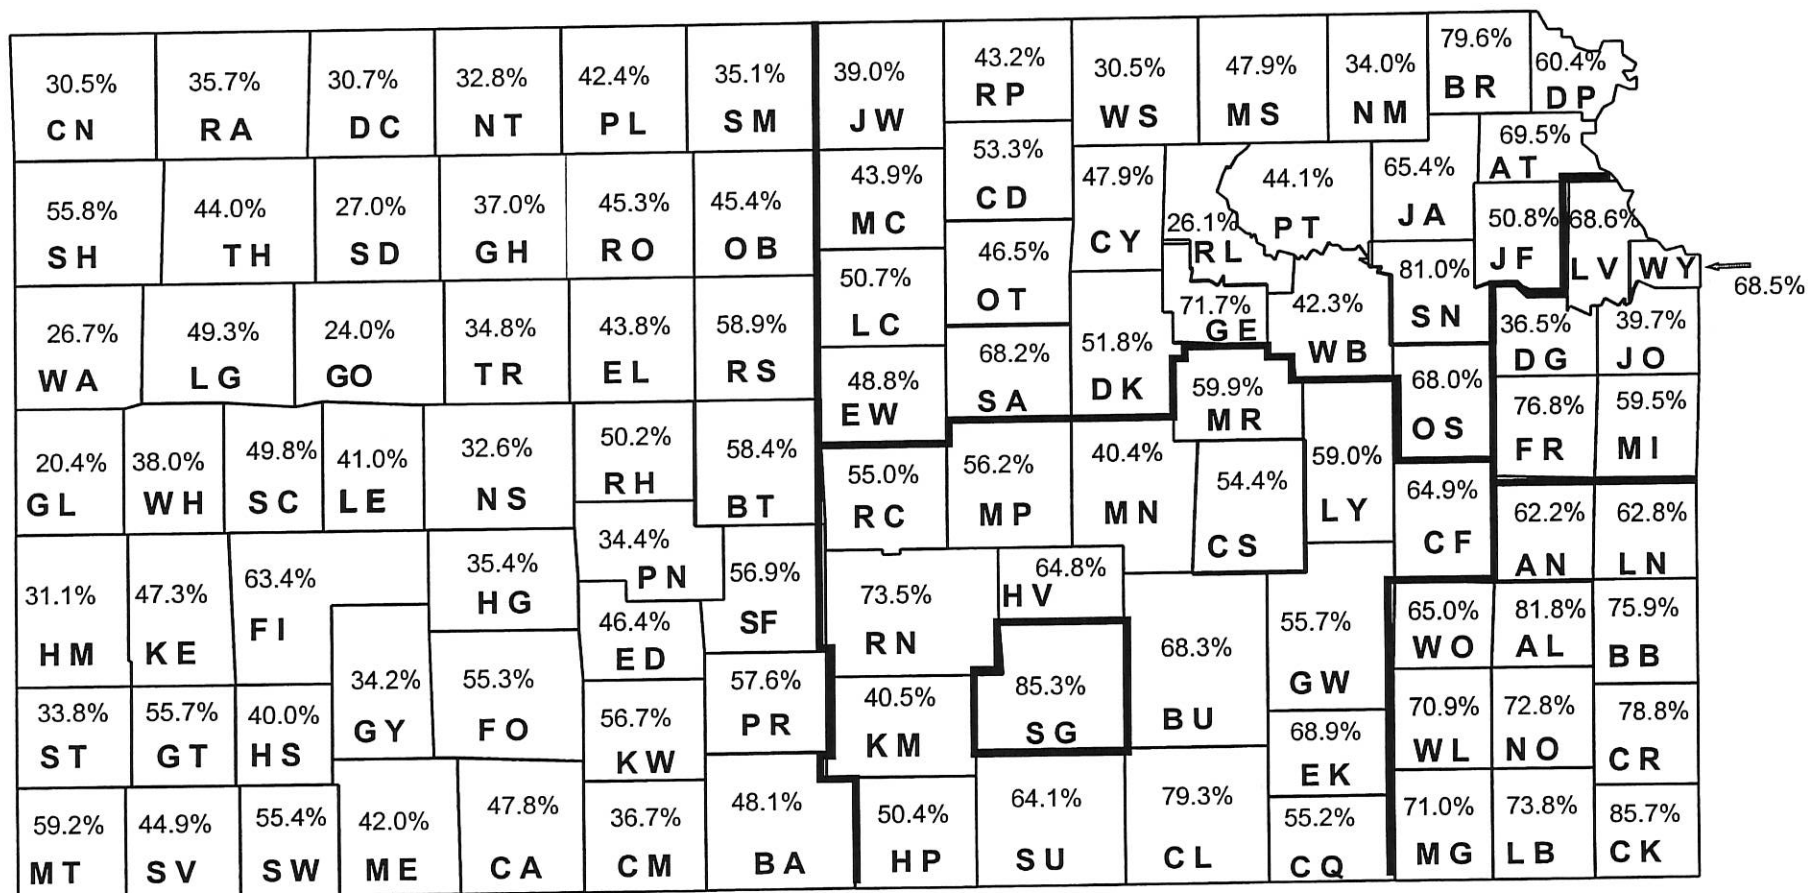 30.5%
CN
35.7%
RA
30.7%
DC
32.8%
NT
42.4%
PL
35.1%
SM
39.0%
JW
43.2%
RP
30.5%
WS
47.9%
MS
34.0%
NM
79.6%
BR
60.4%
DP
69.5%
AT
55.8%
SH
44.0%
TH
27.0%
SD
37.0%
GH
45.3%
RO
45.4%
OB
43.9%
MC
53.3%
CD
47.9%
CY
26.1%
RL
44.1%
PT
65.4%
JA
50.8%
JF
68.6%
LV
WY
68.5%
26.7%
WA
49.3%
LG
24.0%
GO
34.8%
TR
43.8%
EL
58.9%
RS
50.7%
LC
46.5%
OT
71.7%
GE
42.3%
WB
81.0%
SN
36.5%
DG
39.7%
JO
48.8%
EW
68.2%
SA
51.8%
DK
59.9%
MR
68.0%
OS
76.8%
FR
59.5%
MI
20.4%
GL
38.0%
WH
49.8%
SC
41.0%
LE
32.6%
NS
50.2%
RH
58.4%
BT
55.0%
RC
56.2%
MP
40.4%
MN
54.4%
CS
59.0%
LY
64.9%
CF
62.2%
AN
62.8%
LN
31.1%
HM
47.3%
KE
63.4%
FI
35.4%
HG
34.4%
PN
46.4%
ED
56.9%
SF
73.5%
RN
64.8%
HV
68.3%
BU
55.7%
GW
65.0%
WO
81.8%
AL
75.9%
BB
33.8%
ST
55.7%
GT
40.0%
HS
34.2%
GY
55.3%
FO
56.7%
KW
57.6%
PR
40.5%
KM
85.3%
SG
68.9%
EK
70.9%
WL
72.8%
NO
78.8%
CR
59.2%
MT
44.9%
SV
55.4%
SW
42.0%
ME
47.8%
CA
36.7%
CM
48.1%
BA
50.4%
HP
64.1%
SU
79.3%
CL
55.2%
CQ
71.0%
MG
73.8%
LB
85.7%
CK